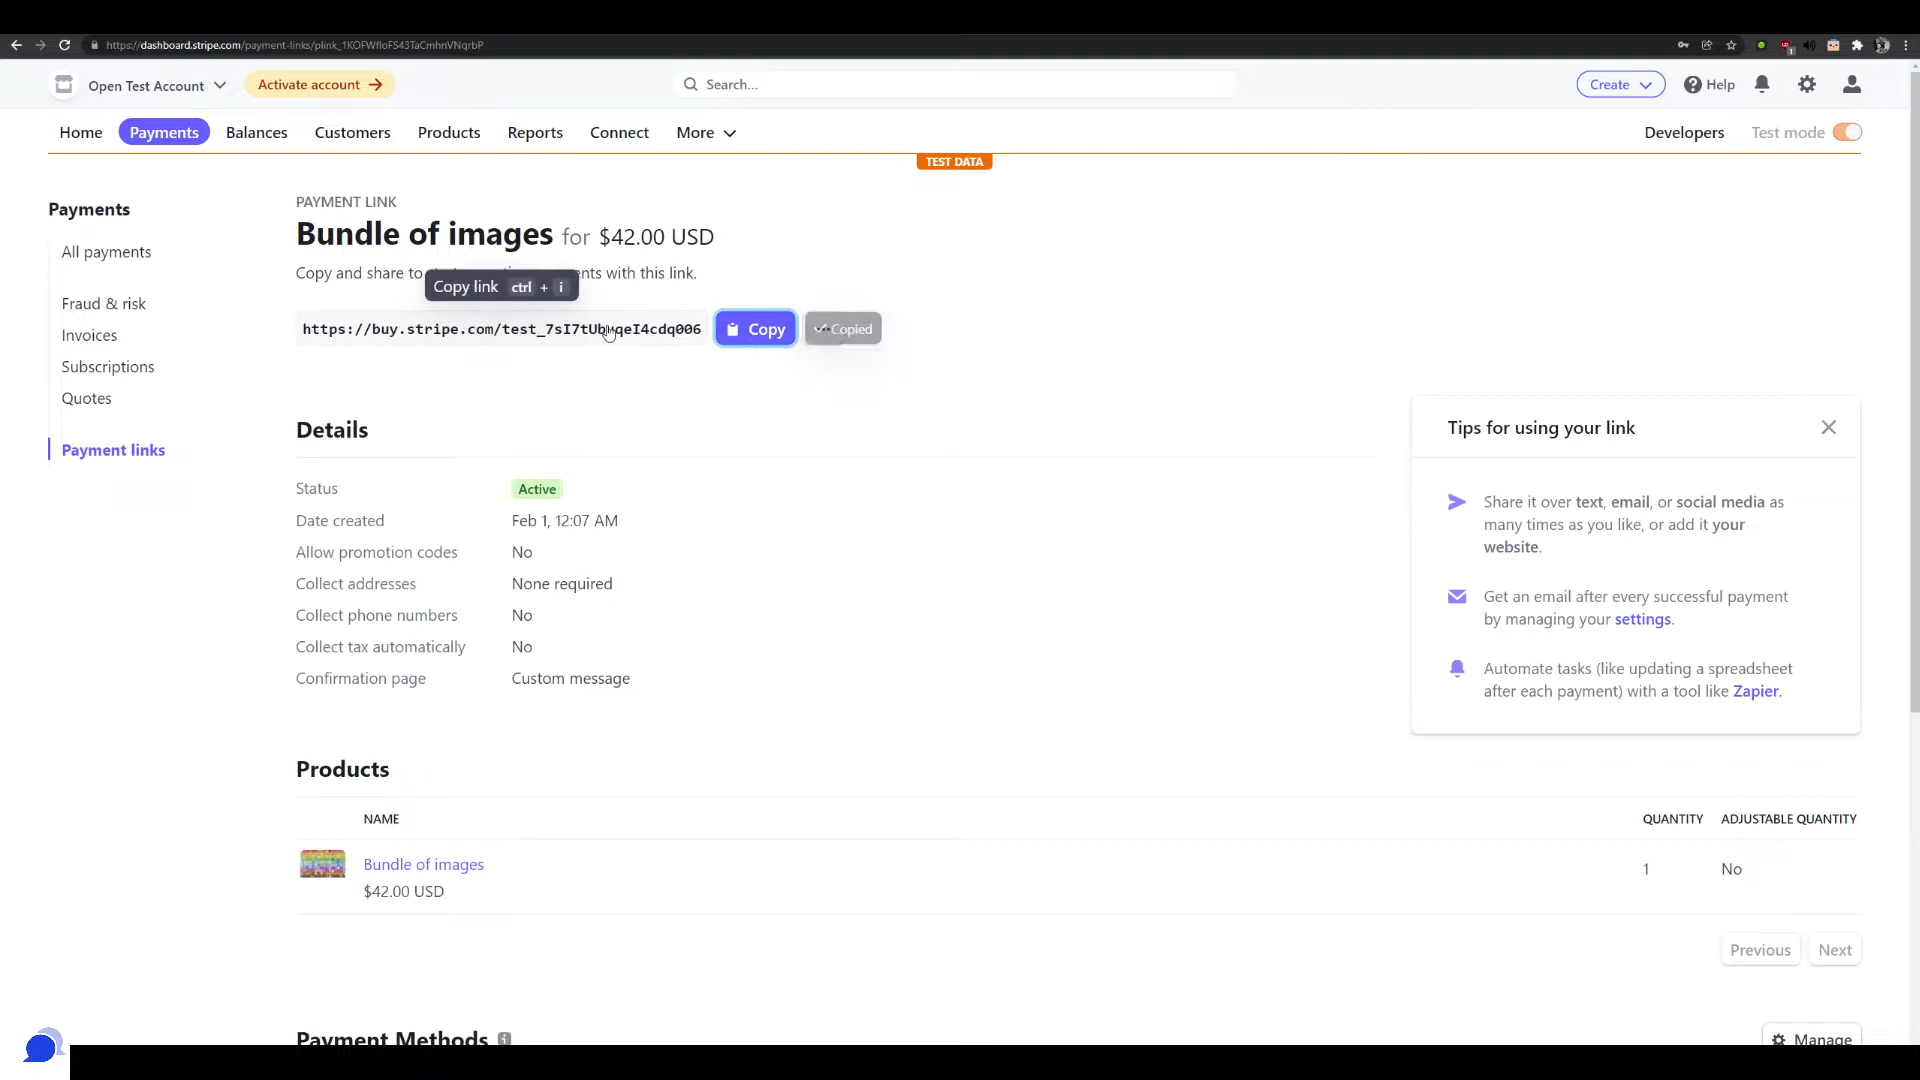 https://dashboard.stripe.com/payment-links/plink_1KOFWfIoFS43TaCmhnVNqrbP
Open Test Account
Activate account
Search...
Create
Help
Home
Payments
Balances
Customers
Products
Reports
Connect
More
Developers
Test mode
TEST DATA
Payments
All payments
Fraud & risk
Invoices
Subscriptions
Quotes
Payment links
PAYMENT LINK
Bundle of images for $42.00 USD
Copy and share to with this link.
Copy link ctrl + i
Copy
Copied
Details
Status Active
Date created Feb 1, 12:07 AM
Allow promotion codes No
Collect addresses None required
Collect phone numbers No
Collect tax automatically No
Confirmation page Custom message
Tips for using your link
Share it over text, email, or social media as
many times as you like, or add it your
website.
Get an email after every successful payment
by managing your settings.
Automate tasks (like updating a spreadsheet
after each payment) with a tool like Zapier.
Products
NAME QUANTITY ADJUSTABLE QUANTITY
Bundle of images 1 No
$42.00 USD
Previous Next
Payment Methods
Manage